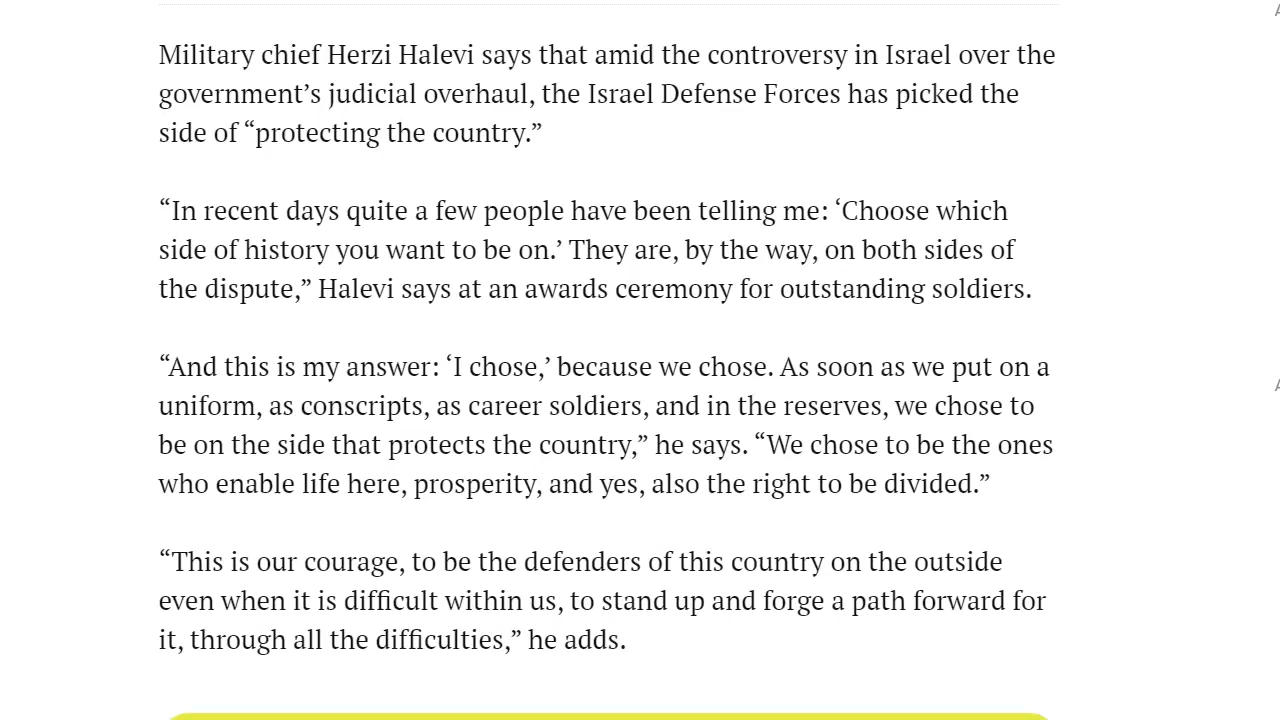 Military chief Herzi Halevi says that amid the controversy in Israel over the
government’s judicial overhaul, the Israel Defense Forces has picked the
side of “protecting the country.”
“In recent days quite a few people have been telling me: ‘Choose which
side of history you want to be on.’ They are, by the way, on both sides of
the dispute,” Halevi says at an awards ceremony for outstanding soldiers.
“And this is my answer: ‘I chose,’ because we chose. As soon as we put on a
uniform, as conscripts, as career soldiers, and in the reserves, we chose to
be on the side that protects the country,” he says. “We chose to be the ones
who enable life here, prosperity, and yes, also the right to be divided.”
“This is our courage, to be the defenders of this country on the outside
even when it is difficult within us, to stand up and forge a path forward for
it, through all the difficulties,” he adds.